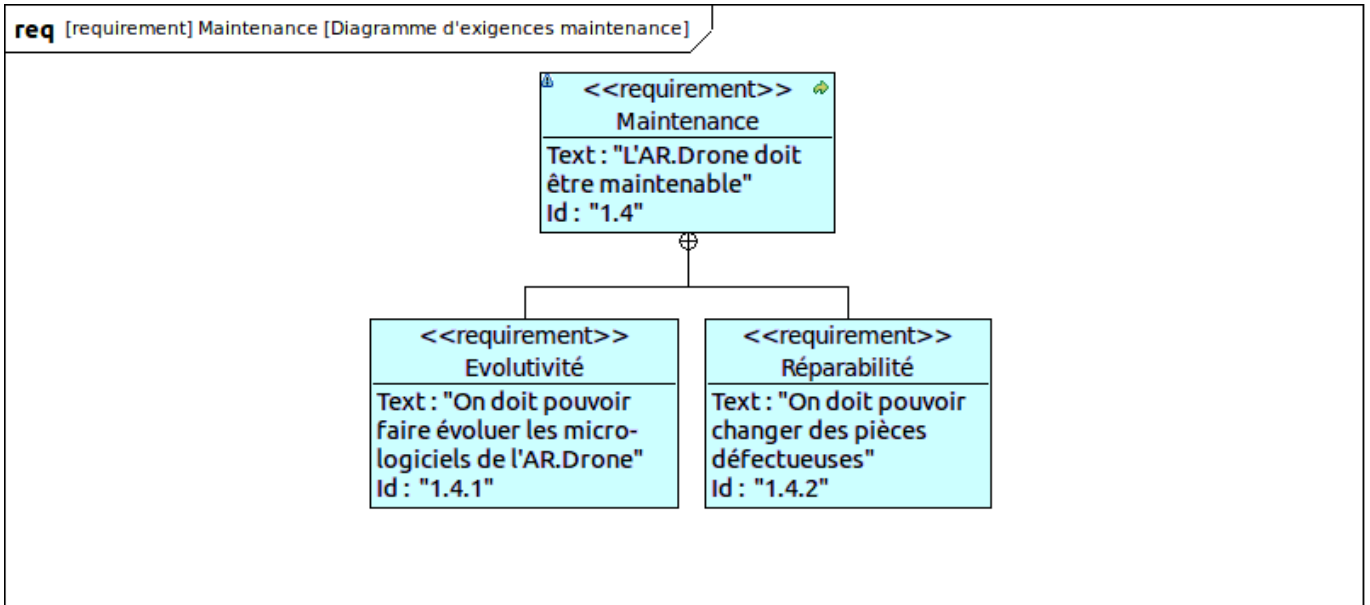 req [requirement] Maintenance [Diagramme d'exigences maintenance]
<<requirement>>
Maintenance
Text : "L'AR.Drone doit
être maintenable"
Id : "1.4"
<<requirement>>
Evolutivité
Text : "On doit pouvoir
faire évoluer les micro-
logiciels de l'AR.Drone"
Id : "1.4.1"
<<requirement>>
Réparabilité
Text : "On doit pouvoir
changer des pièces
défectueuses"
Id : "1.4.2"